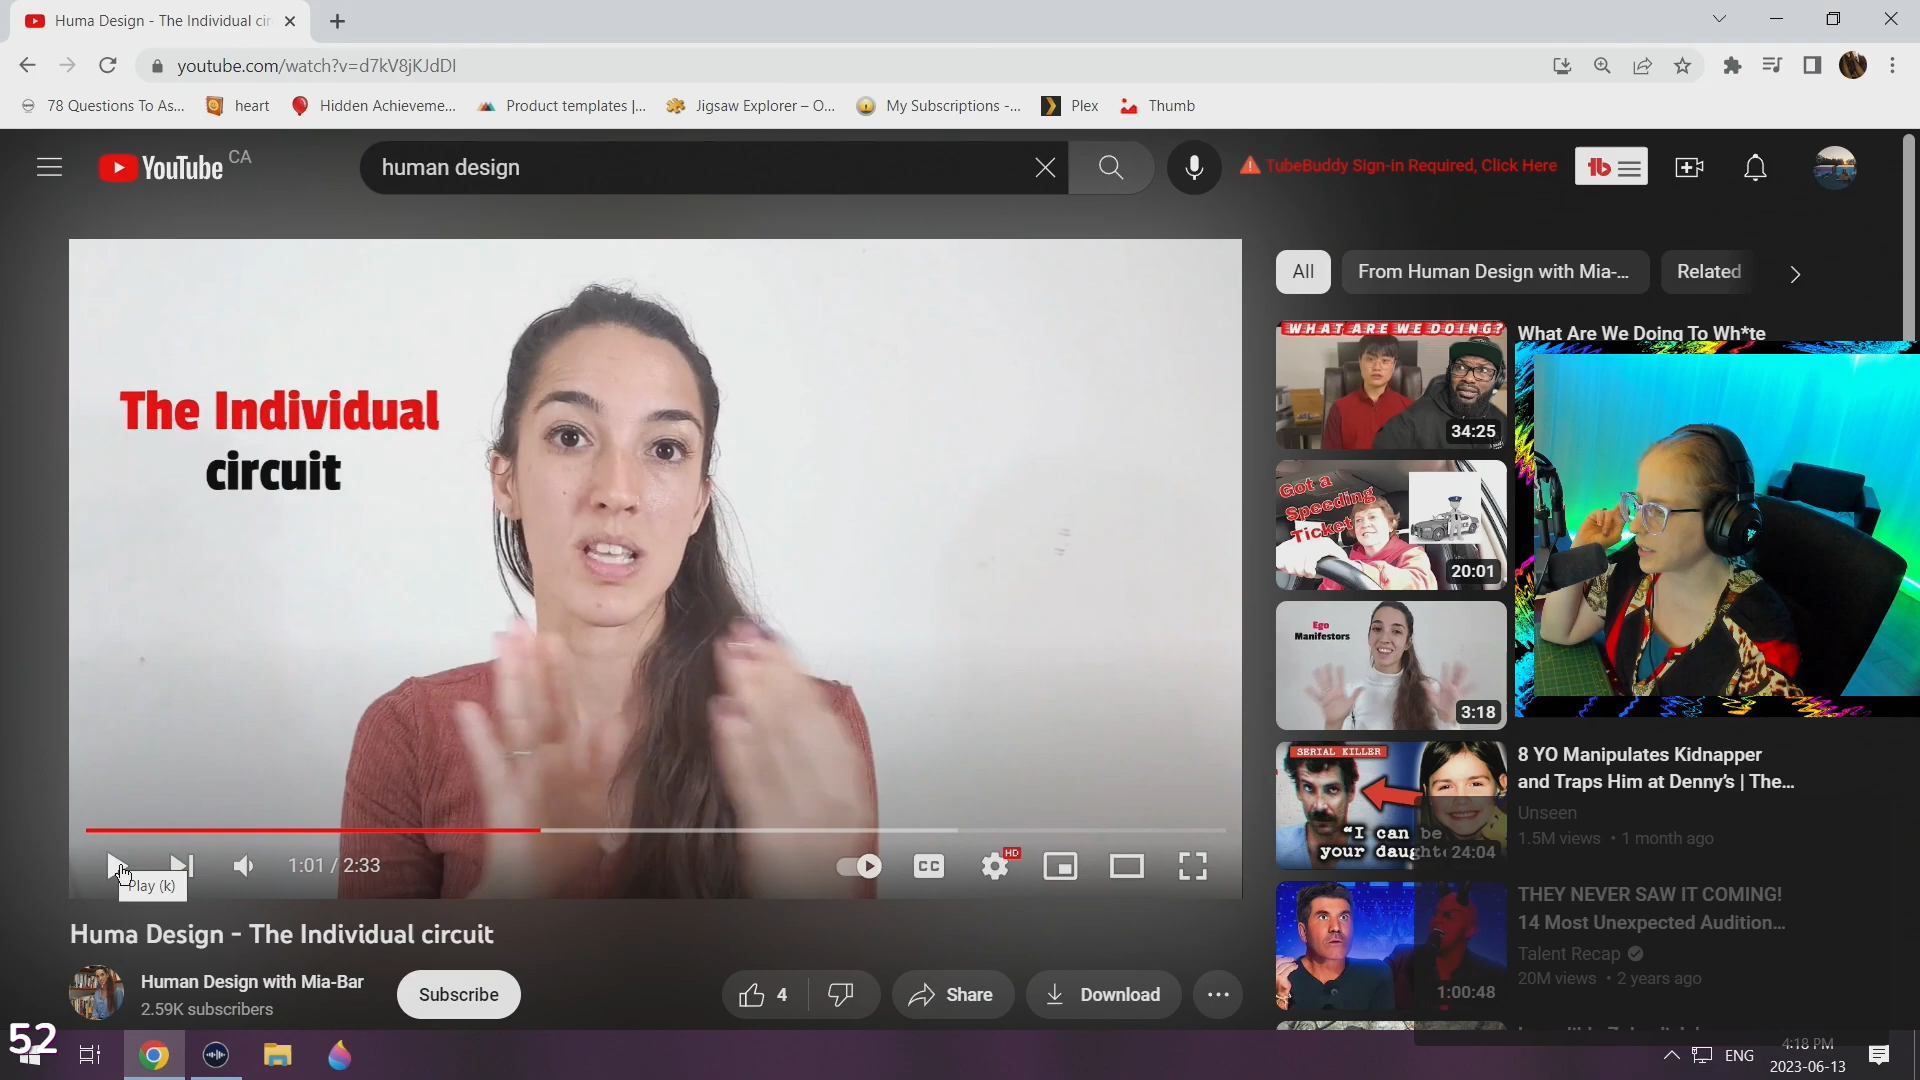 Huma Design - The Individual cir
youtube.com/watch?v=d7kV8jKJdDI
78 Questions To As...
heart
Hidden Achieveme...
Product templates |...
Jigsaw Explorer – O...
My Subscriptions -...
Plex
Thumb
YouTube CA
human design
TubeBuddy Sign-in Required, Click Here
tb
The Individual
circuit
1:01 / 2:33
CC
HD
Play (k)
Huma Design - The Individual circuit
Human Design with Mia-Bar
2.59K subscribers
Subscribe
4
Share
Download
All
From Human Design with Mia-...
Related
WHAT ARE WE DOING?
34:25
What Are We Doing To Wh*te
Got a
Speeding
Ticket
20:01
Ego
Manifestors
3:18
SERIAL KILLER
"I can be
your daught
24:04
8 YO Manipulates Kidnapper
and Traps Him at Denny's | The...
Unseen
1.5M views • 1 month ago
1:00:48
THEY NEVER SAW IT COMING!
14 Most Unexpected Audition...
Talent Recap
20M views • 2 years ago
52
ENG
4:18 PM
2023-06-13